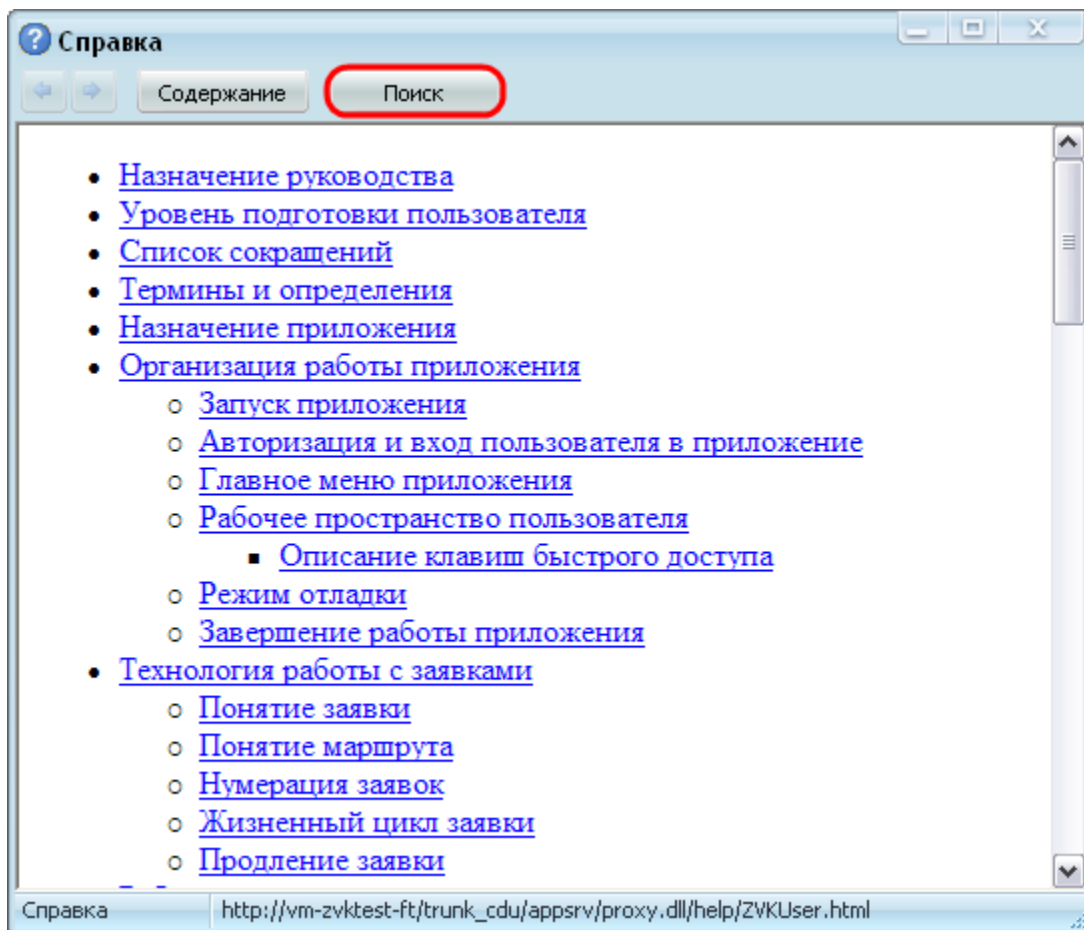 Справка
Содержание Поиск
Назначение руководства
Уровень подготовки пользователя
Список сокращений
Термины и определения
Назначение приложения
Организация работы приложения
Запуск приложения
Авторизация и вход пользователя в приложение
Главное меню приложения
Рабочее пространство пользователя
Описание клавиш быстрого доступа
Режим отладки
Завершение работы приложения
Технология работы с заявками
Понятие заявки
Понятие маршрута
Нумерация заявок
Жизненный цикл заявки
Продление заявки
Справка http://vm-zvktest-ft/trunk_cdu/appsrv/proxy.dll/help/ZVKUser.html